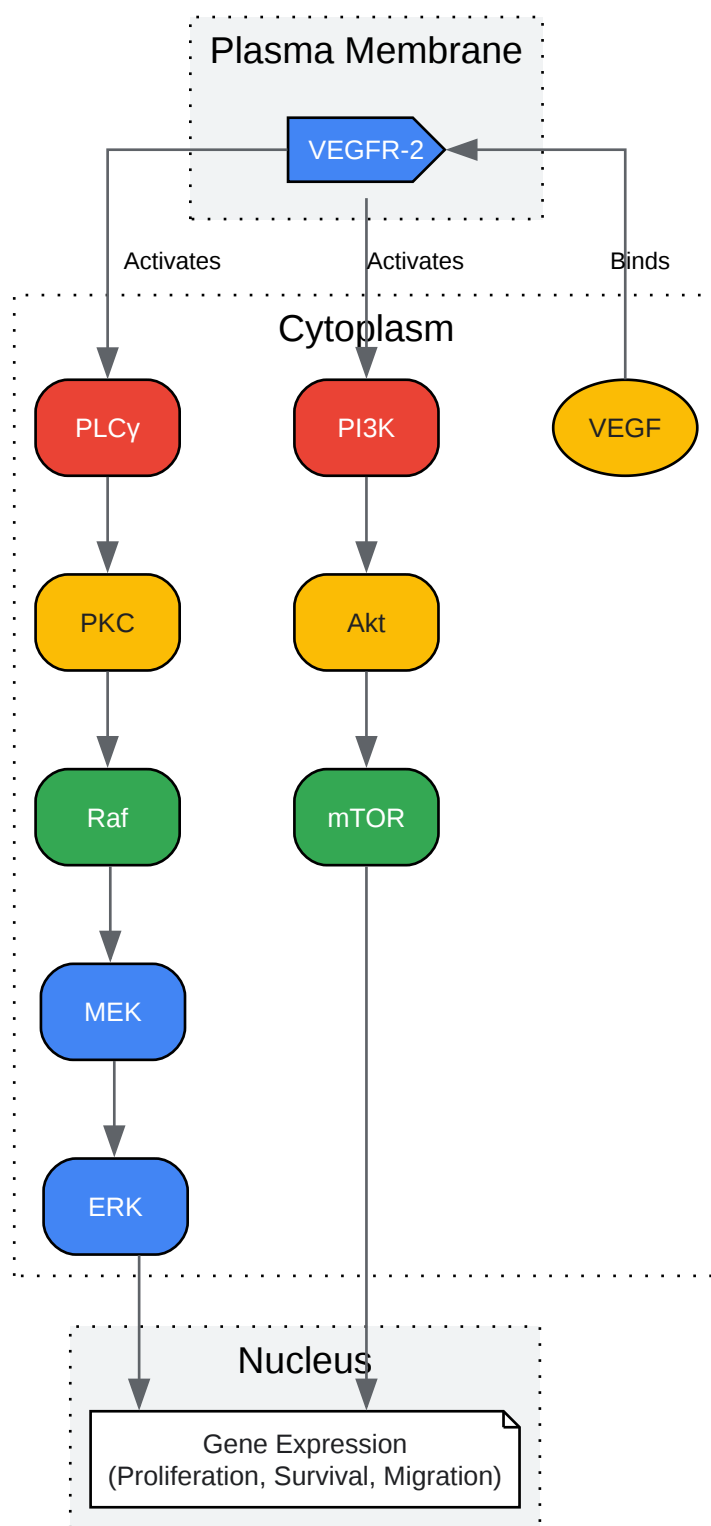 Plasma Membrane
VEGFR-2
Activates
Activates
Binds
Cytoplasm
PLCγ
PI3K
VEGF
PKC
Akt
Raf
mTOR
MEK
ERK
Nucleus
Gene Expression
(Proliferation, Survival, Migration)